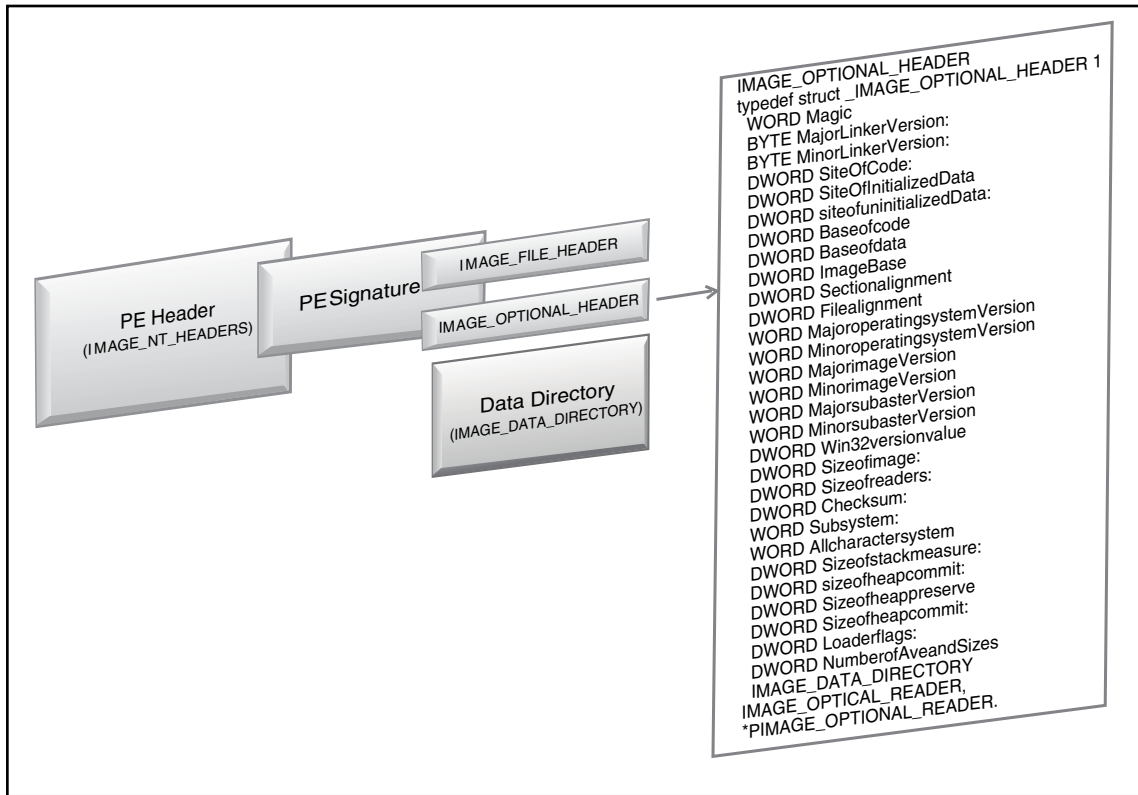 PE Header
(IMAGE_NT_HEADERS)
PESignature
IMAGE_FILE_HEADER
IMAGE_OPTIONAL_HEADER
Data Directory
(IMAGE_DATA_DIRECTORY)
IMAGE_OPTIONAL_HEADER
typedef struct _IMAGE_OPTIONAL_HEADER 1
WORD Magic
BYTE MajorLinkerVersion:
BYTE MinorLinkerVersion:
DWORD SiteOfCode:
DWORD SiteOfInitializedData
DWORD siteofuninitializedData:
DWORD Baseofcode
DWORD Baseofdata
DWORD ImageBase
DWORD Sectionalignment
DWORD Filealignment
WORD MajoroperatingsystemVersion
WORD MinoroperatingsystemVersion
WORD MajorimageVersion
WORD MinorimageVersion
WORD MajorsubasterVersion
WORD MinorsubasterVersion
DWORD Win32versionvalue
DWORD Sizeofimage:
DWORD Sizeofreaders:
DWORD Checksum:
WORD Subsystem:
WORD Allcharactersystem
DWORD Sizeofstackmeasure:
DWORD sizeofheapcommit:
DWORD Sizeofheappreserve
DWORD Sizeofheapcommit:
DWORD Loaderflags:
DWORD NumberofAveandSizes
IMAGE_DATA_DIRECTORY
IMAGE_OPTICAL_READER,
*PIMAGE_OPTIONAL_READER.